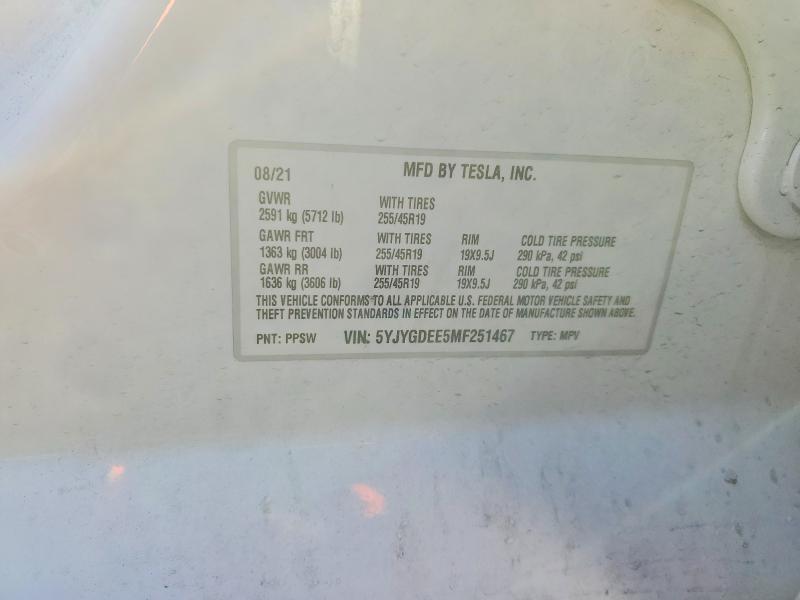 08/21 MFD BY TESLA, INC.
GVWR WITH TIRES
2591 kg (5712 lb) 255/45R19
GAWR FRT WITH TIRES RIM COLD TIRE PRESSURE
1363 kg (3004 lb) 255/45R19 19X9.5J 290 kPa, 42 psi
GAWR RR WITH TIRES RIM COLD TIRE PRESSURE
1636 kg (3606 lb) 255/45R19 19X9.5J 290 kPa, 42 psi
THIS VEHICLE CONFORMS TO ALL APPLICABLE U.S. FEDERAL MOTOR VEHICLE SAFETY AND
THEFT PREVENTION STANDARDS IN EFFECT ON THE DATE OF MANUFACTURE SHOWN ABOVE.
PNT: PPSW VIN: 5YJYGDEE5MF251467 TYPE: MPV